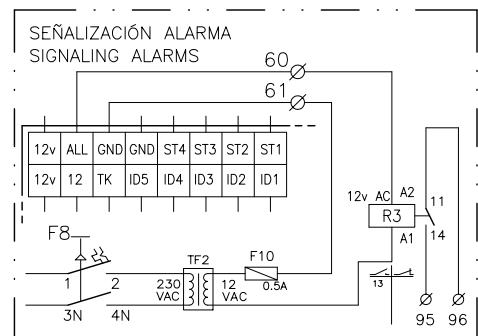 SEÑALIZACIÓN ALARMA
SIGNALING ALARMS
60
61
12v ALL GND GND ST4 ST3 ST2 ST1
12v 12 TK ID5 ID4 ID3 ID2 ID1
12v AC A2 11
R3
A1 14
F8
TF2 F10
1 2 230 VAC 12 VAC 0.5A 13
3N 4N 95 96